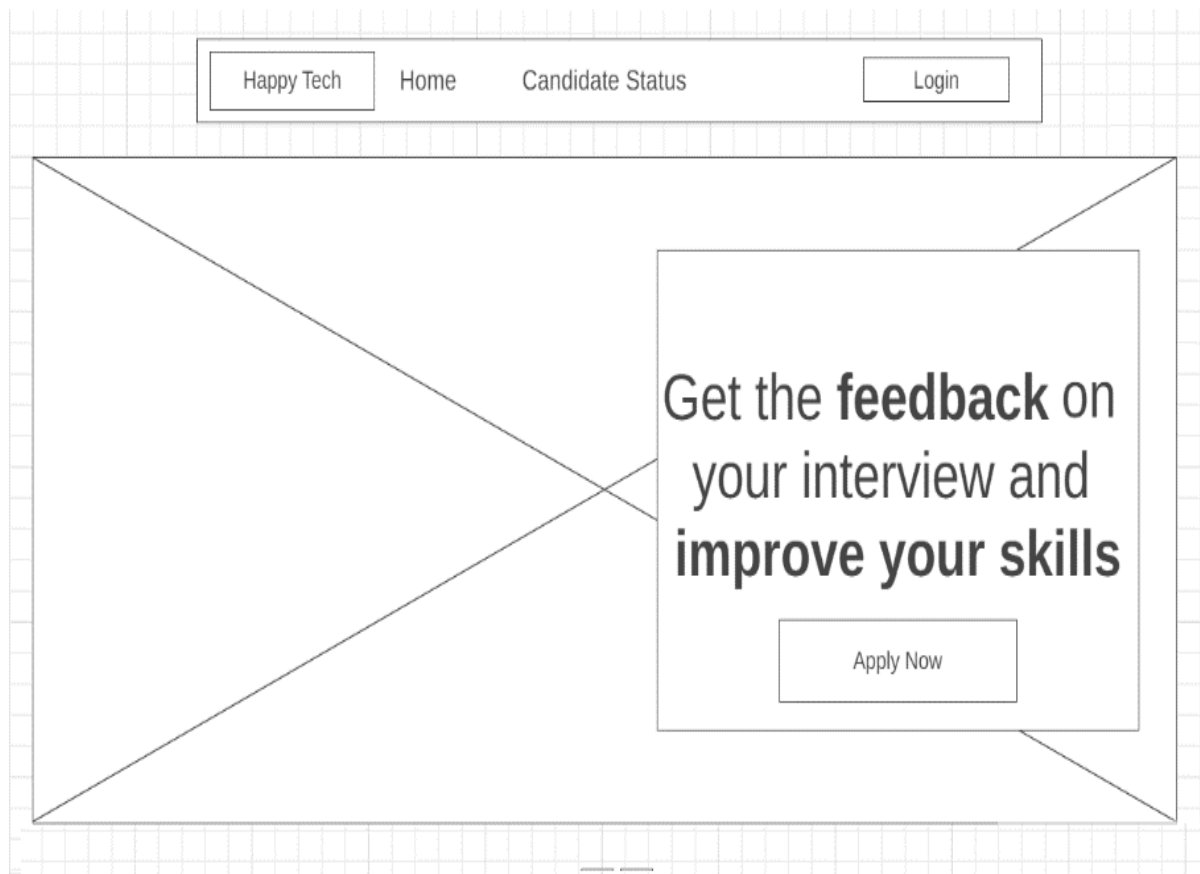 Happy Tech Home Candidate Status Login
Get the feedback on
your interview and
improve your skills
Apply Now